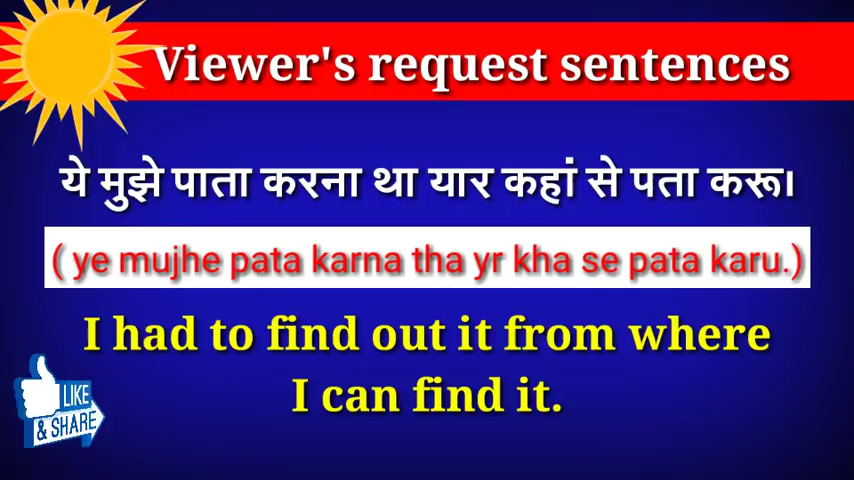 Viewer's request sentences
ये मुझे पाता करना था यार कहां से पता करू।
( ye mujhe pata karna tha yr kha se pata karu.)
I had to find out it from where
I can find it.
LIKE
& SHARE